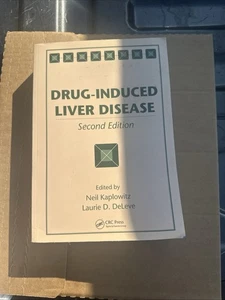 DRUG-INDUCED
LIVER DISEASE
Second Edition
Edited by
Neil Kaplowitz
Laurie D. DeLeve
CRC Press